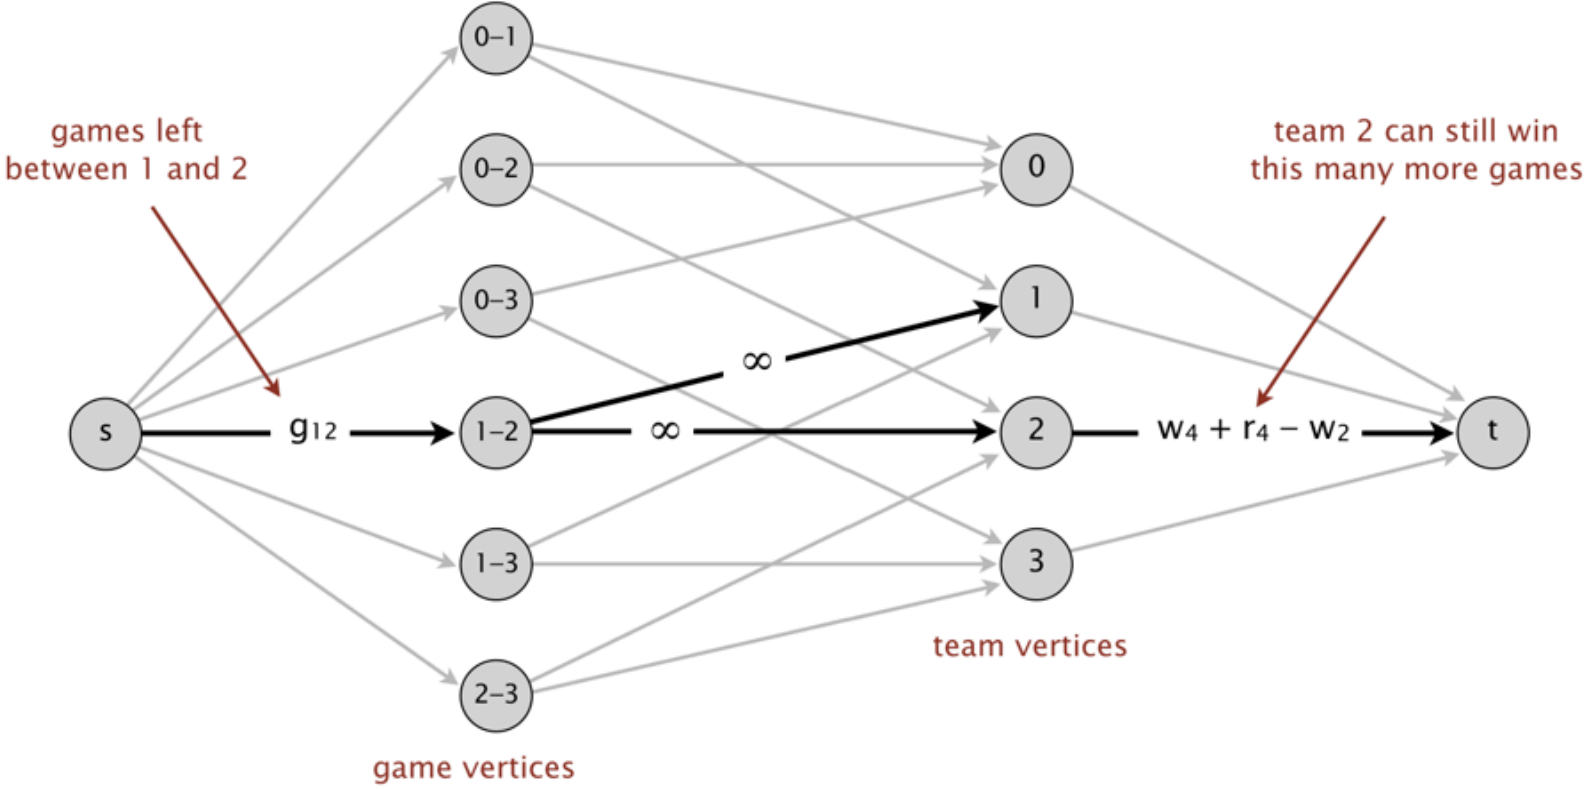 0–1
games left
between 1 and 2
team 2 can still win
this many more games
0–2
0
0–3
1
∞
s
g12
1–2
∞
2
w4 + r4 − w2
t
1–3
3
team vertices
2–3
game vertices